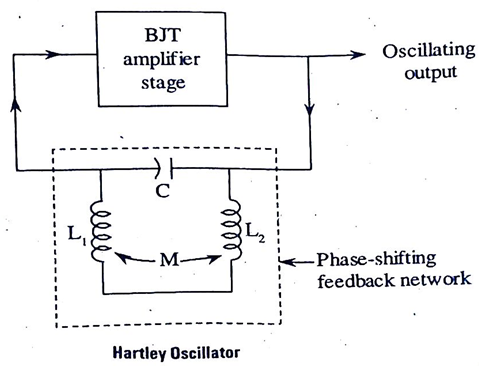 BJT
amplifier
stage
Oscillating
output
C
L₁
M
L₂
Phase-shifting
feedback network
Hartley Oscillator